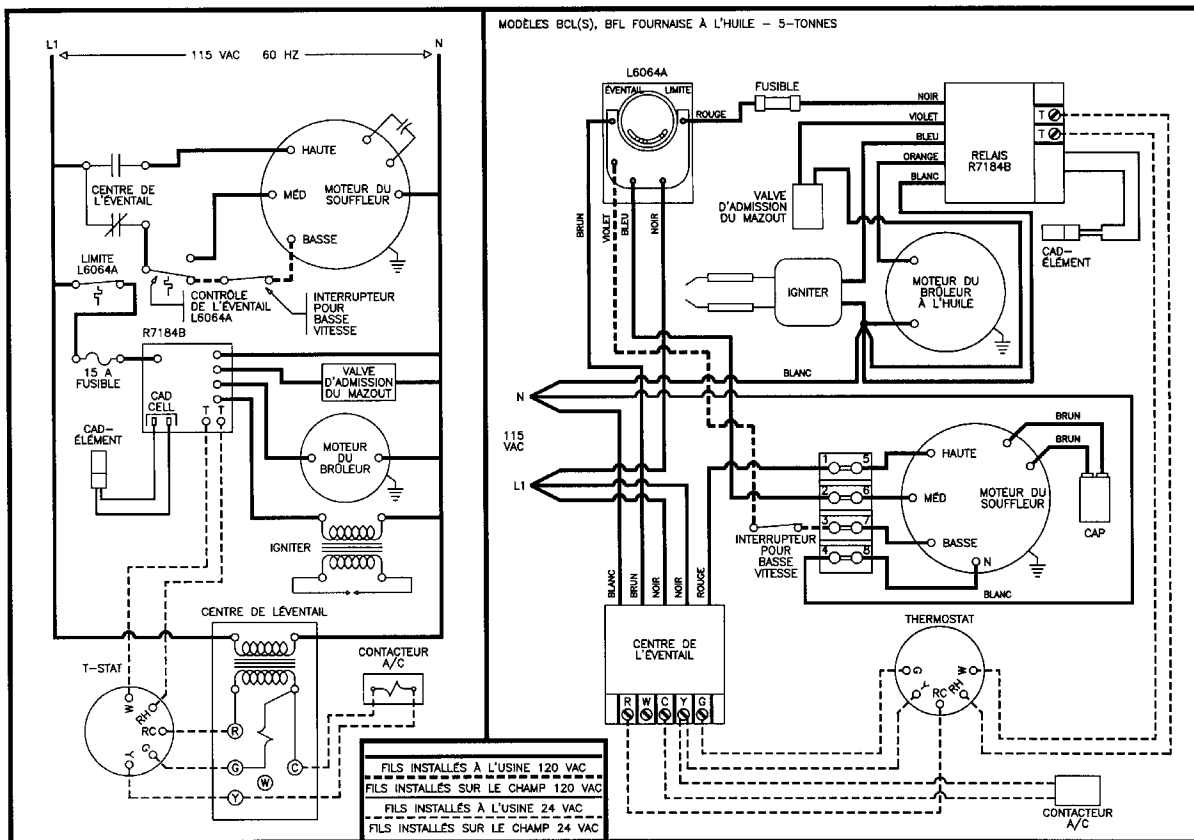 MODÈLES BCL(S), BFL FOURNAISE À L'HUILE – 5-TONNES
L1
115 VAC 60 HZ
N
HAUTE
CENTRE DE
L'ÉVENTAIL
MÉD
MOTEUR DU
SOUFFLEUR
BASSE
LIMITE
L6064A
CONTRÔLE
DE L'ÉVENTAIL
L6064A
INTERRUPTEUR
POUR
BASSE
VITESSE
R7184B
15 A
FUSIBLE
VALVE
D'ADMISSION
DU MAZOUT
CAD
CELL
T T
CAD-
ÉLÉMENT
MOTEUR
DU
BRÛLEUR
IGNITER
CENTRE DE LÉVENTAIL
T-STAT
CONTACTEUR
A/C
W
RH
RC
G
Y
R
G
C
W
Y
FILS INSTALLÉS À L'USINE 120 VAC
FILS INSTALLÉS SUR LE CHAMP 120 VAC
FILS INSTALLÉS À L'USINE 24 VAC
FILS INSTALLÉS SUR LE CHAMP 24 VAC
L6064A
ÉVENTAIL
LIMITE
ROUGE
FUSIBLE
NOIR
VIOLET
BLEU
ORANGE
BLANC
RELAIS
R7184B
T
T
VALVE
D'ADMISSION
DU MAZOUT
CAD-
ÉLÉMENT
BRUN
VIOLET
BLEU
NOIR
IGNITER
MOTEUR DU
BRÛLEUR
À L'HUILE
BLANC
N
115
VAC
L1
BRUN
BRUN
1 5
2 6
3 7
4 8
HAUTE
MÉD
MOTEUR DU
SOUFFLEUR
BASSE
N
CAP
INTERRUPTEUR
POUR
BASSE
VITESSE
BLANC
BLANC
BRUN
NOIR
NOIR
ROUGE
CENTRE DE
L'ÉVENTAIL
R W C Y G
THERMOSTAT
G
Y
RC
RH
W
CONTACTEUR
A/C